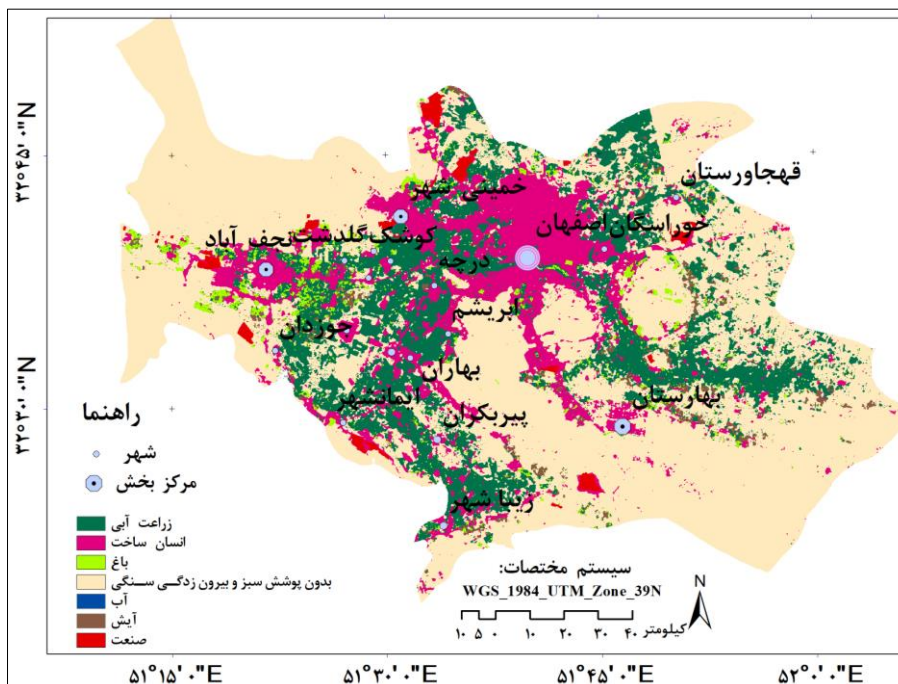 ۳۲°۴۵'۰"N
۳۲°۳۰'۰"N
قهجاورستان
خمینی شهر
خوراسگان
اصفهان
کوشک
گلدشت
نجف آباد
درچه
ابریشم
جوزدان
بهاران
ایمانشهر
بهارستان
پیربکران
زیبا شهر
راهنما
شهر
مرکز بخش
زراعت آبی
انسان ساخت
باغ
بدون پوشش سبز و بیرون زدگی سنگی
آب
آیش
صنعت
سیستم مختصات:
WGS_1984_UTM_Zone_39N
N
۱۰ ۵ ۰ ۱۰ ۲۰ ۳۰ ۴۰ کیلومتر
۵۱°۱۵'۰"E ۵۱°۳۰'۰"E ۵۱°۴۵'۰"E ۵۲°۰'۰"E